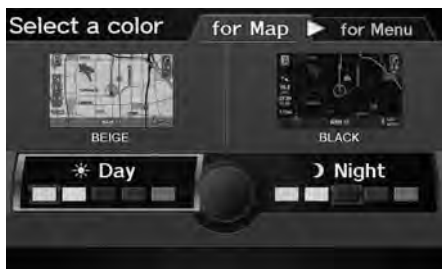 Select a color
for Map
for Menu
BEIGE
BLACK
Day
Night